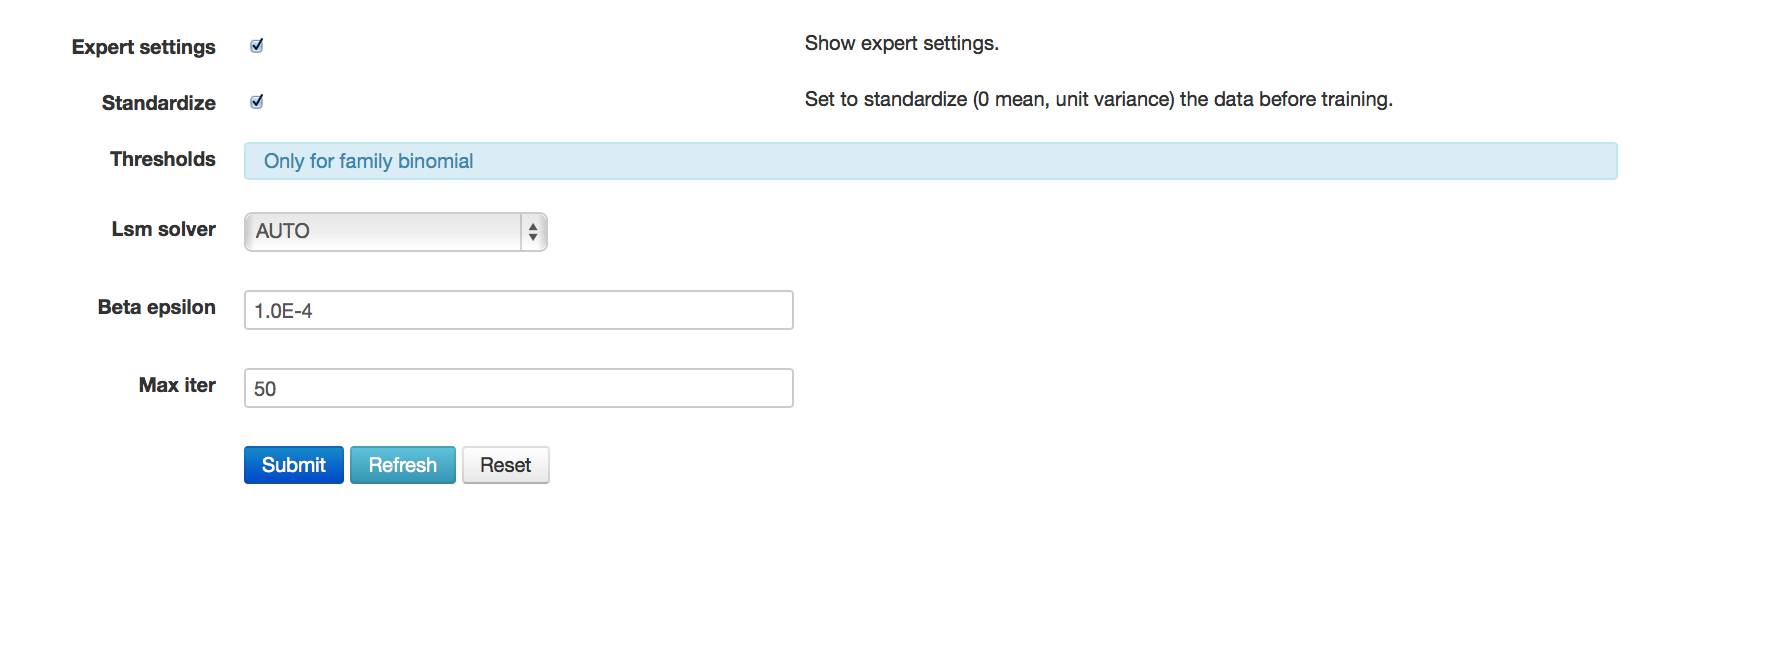 Expert settings Show expert settings.
Standardize Set to standardize (0 mean, unit variance) the data before training.
Thresholds Only for family binomial
Lsm solver AUTO
Beta epsilon 1.0E-4
Max iter 50
Submit Refresh Reset